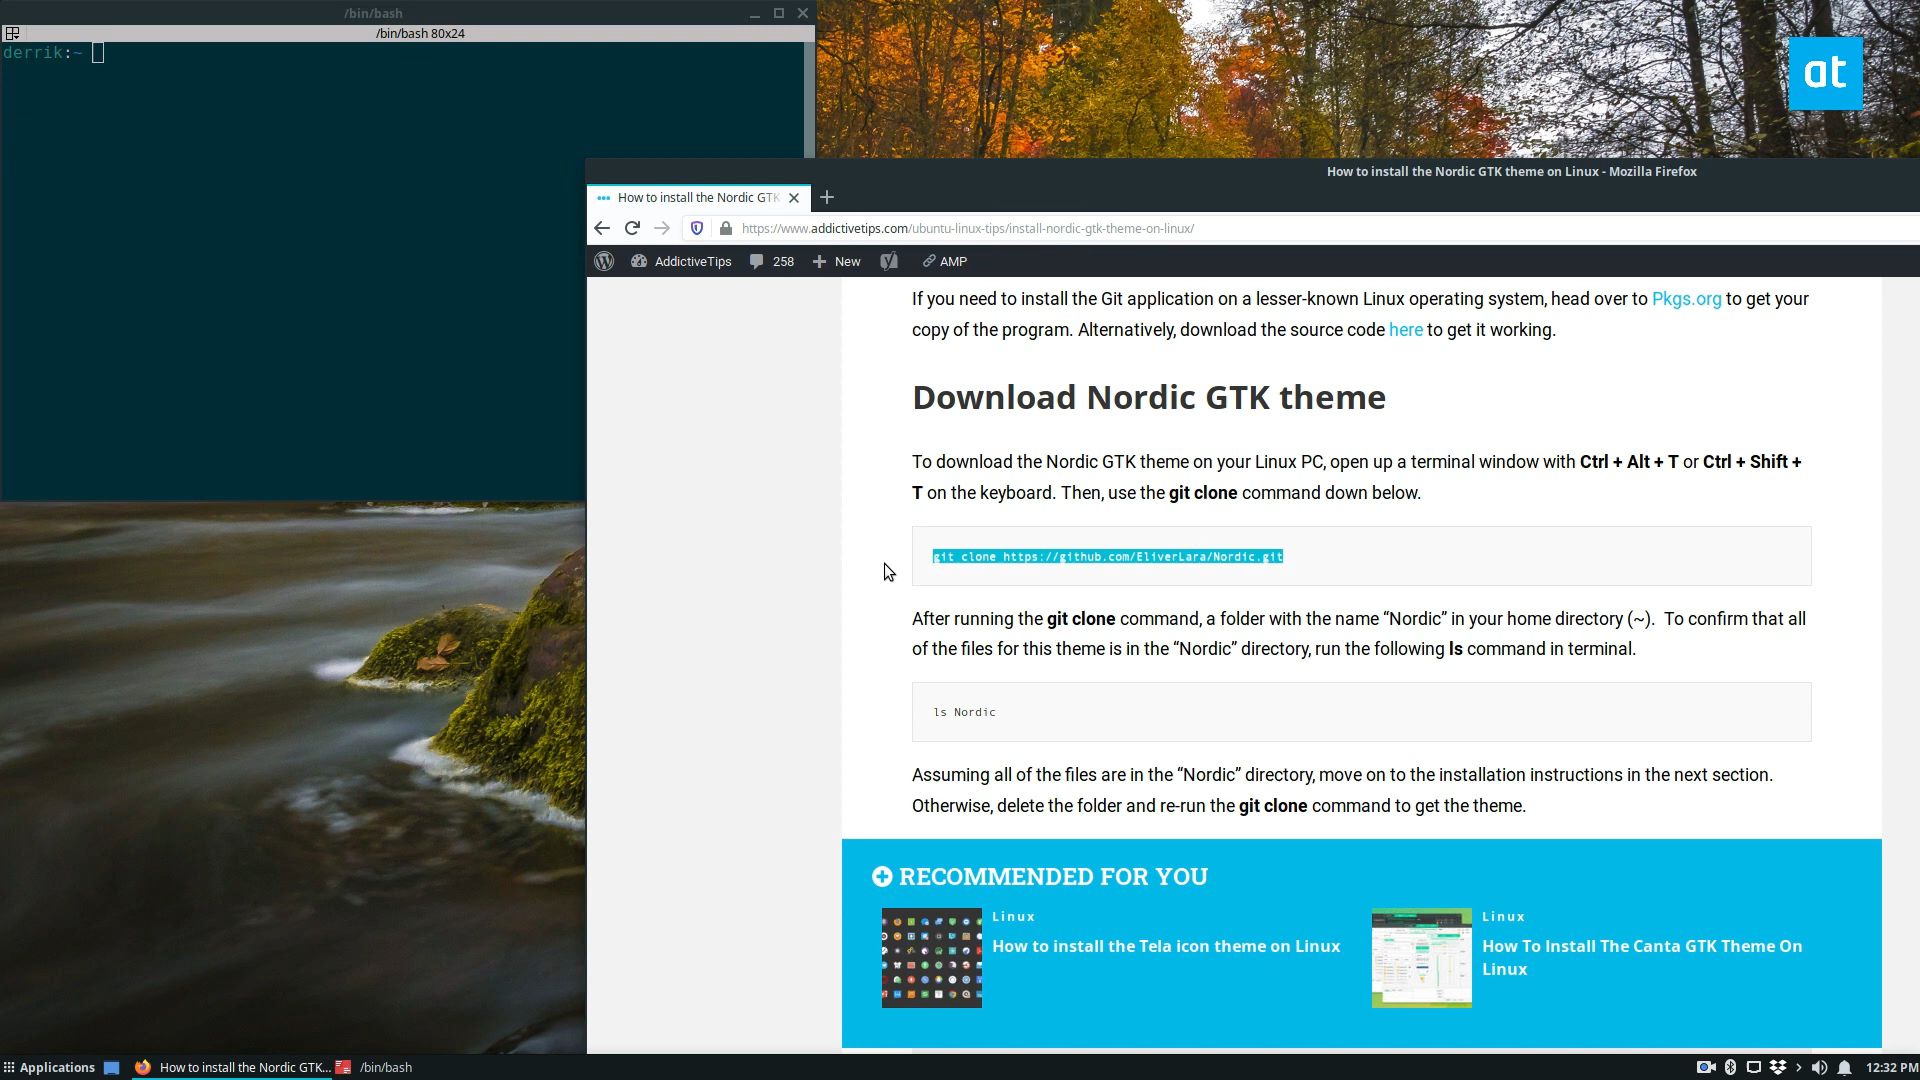 /bin/bash
/bin/bash 80x24
derrik:~
at
How to install the Nordic GTK theme on Linux - Mozilla Firefox
How to install the Nordic GTK
https://www.addictivetips.com/ubuntu-linux-tips/install-nordic-gtk-theme-on-linux/
AddictiveTips 258 New AMP
If you need to install the Git application on a lesser-known Linux operating system, head over to Pkgs.org to get your
copy of the program. Alternatively, download the source code here to get it working.
Download Nordic GTK theme
To download the Nordic GTK theme on your Linux PC, open up a terminal window with Ctrl + Alt + T or Ctrl + Shift +
T on the keyboard. Then, use the git clone command down below.
git clone https://github.com/EliverLara/Nordic.git
After running the git clone command, a folder with the name “Nordic” in your home directory (~).  To confirm that all
of the files for this theme is in the “Nordic” directory, run the following ls command in terminal.
ls Nordic
Assuming all of the files are in the “Nordic” directory, move on to the installation instructions in the next section.
Otherwise, delete the folder and re-run the git clone command to get the theme.
RECOMMENDED FOR YOU
Linux
How to install the Tela icon theme on Linux
Linux
How To Install The Canta GTK Theme On
Linux
Applications How to install the Nordic GTK... /bin/bash 12:32 PM